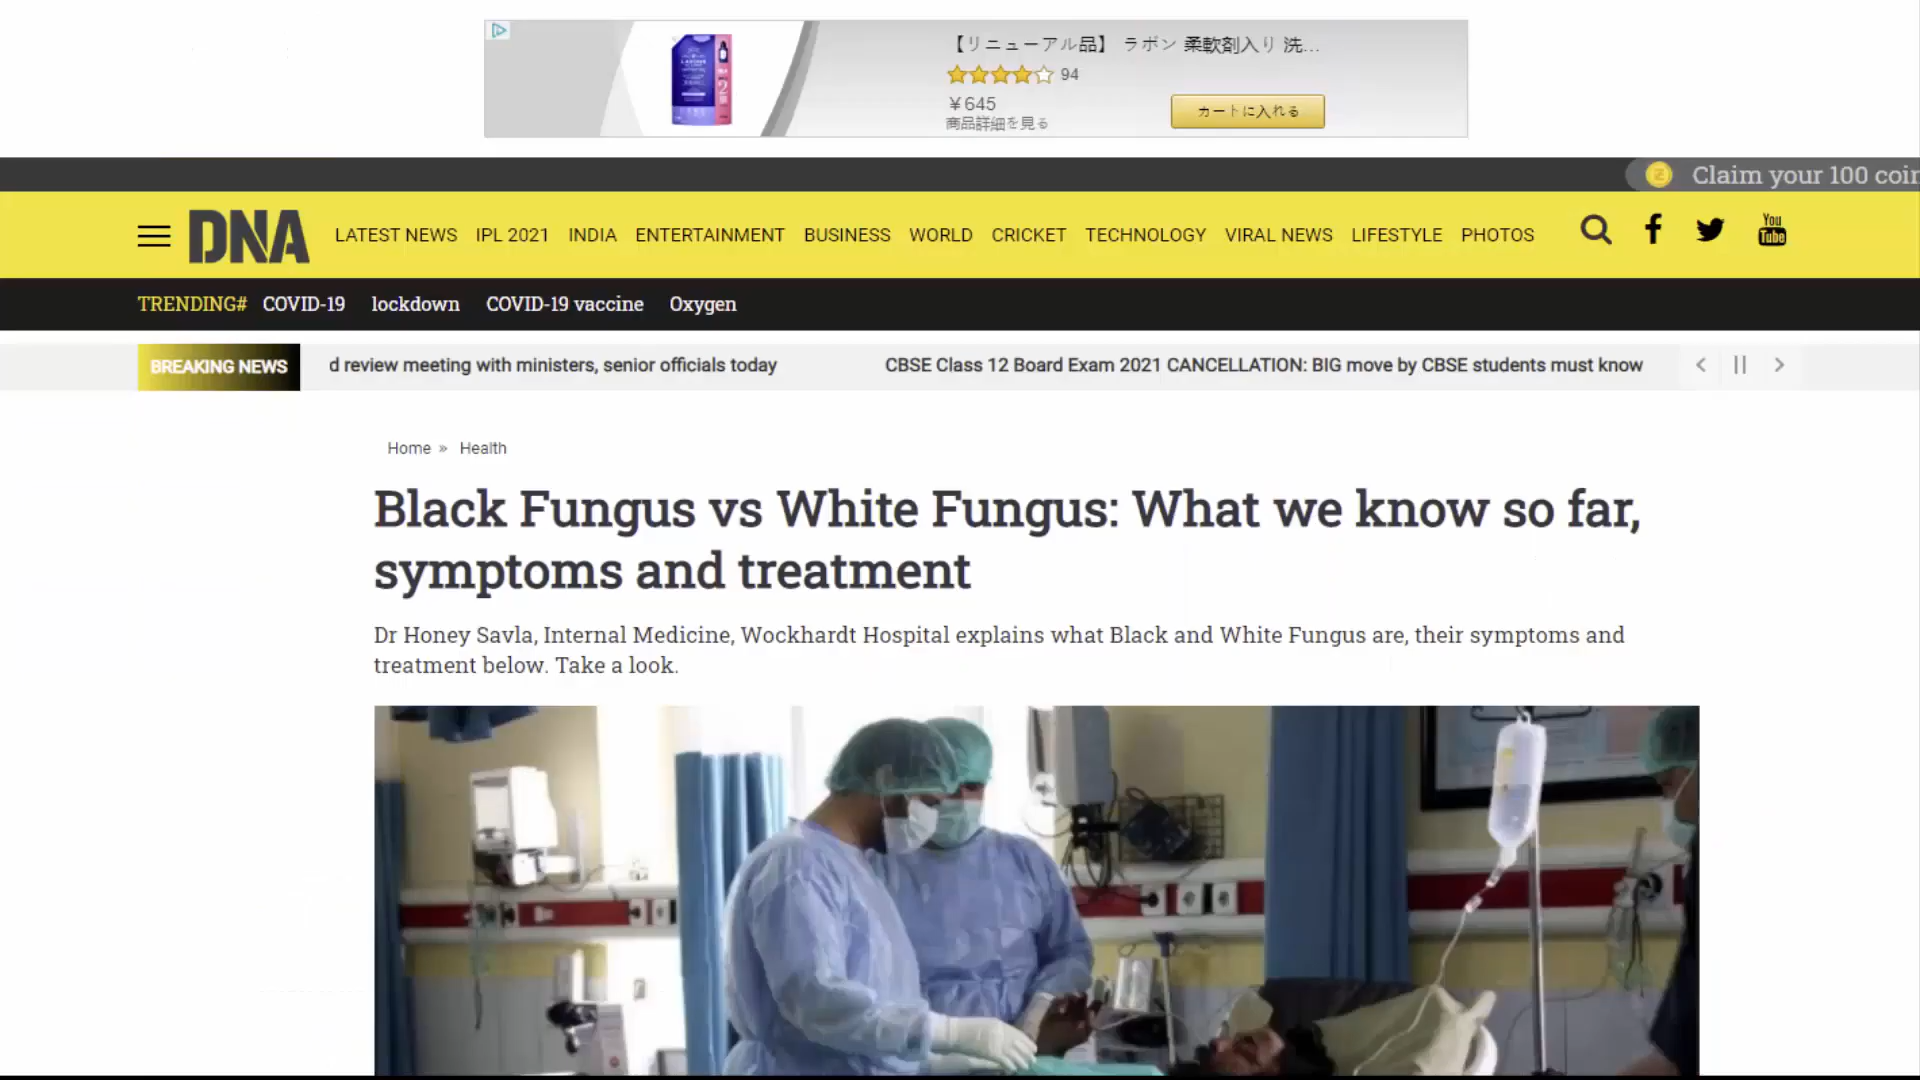 【リニューアル品】 ラボン 柔軟剤入り 洗...
94
¥645
商品詳細を見る
カートに入れる
Claim your 100 coin
DNA
LATEST NEWS IPL 2021 INDIA ENTERTAINMENT BUSINESS WORLD CRICKET TECHNOLOGY VIRAL NEWS LIFESTYLE PHOTOS
You
Tube
TRENDING# COVID-19 lockdown COVID-19 vaccine Oxygen
BREAKING NEWS d review meeting with ministers, senior officials today CBSE Class 12 Board Exam 2021 CANCELLATION: BIG move by CBSE students must know
Home » Health
Black Fungus vs White Fungus: What we know so far,
symptoms and treatment
Dr Honey Savla, Internal Medicine, Wockhardt Hospital explains what Black and White Fungus are, their symptoms and
treatment below. Take a look.